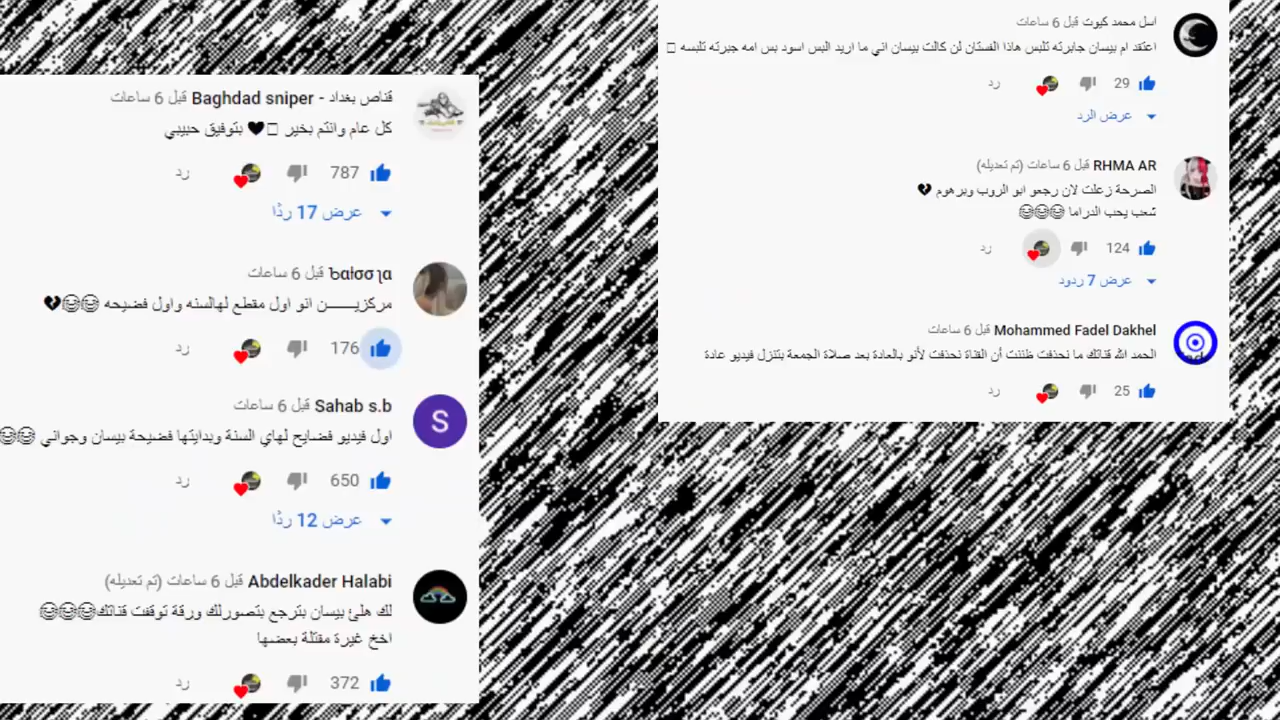 قناص بغداد - Baghdad sniper قبل 6 ساعات
كل عام وانتم بخير 🖤 بتوفيق حبيبي
787
رد
عرض 17 ردًا
ɿα قبل 6 ساعات
مركزيـــــن انو اول مقطع لهالسنه واول فضيحه 😂😂💔
176
رد
Sahab s.b قبل 6 ساعات
اول فيديو فضايح لهاي السنة وبدايتها فضيحة بيسان وجواني 😂😂
650
رد
عرض 12 ردًا
Abdelkader Halabi قبل 6 ساعات (تم تعديله)
لك هلئ بيسان بترجع بتصورلك ورقة توقفت قناتك😂😂😂
اخخ غيرة مقتلة بعضها
372
رد
اسل محمد كيوت قبل 6 ساعات
اعتقد ام بيسان جابرته تلبس هاذا الفستان لن كالت بيسان اني ما اريد البس اسود بس امه جبرته تلبسه
29
رد
عرض الرد
RHMA AR قبل 6 ساعات (تم تعديله)
الصرحة زعلت لان رجعو ابو الروب وبرهوم 💔
شعب يحب الدراما 😂😂😂
124
رد
عرض 7 ردود
Mohammed Fadel Dakhel قبل 6 ساعات
الحمد الله قناتك ما نحذفت ظننت أن القناة نحذفت لأنو بالعادة بعد صلاة الجمعة بتنزل فيديو عادة
25
رد